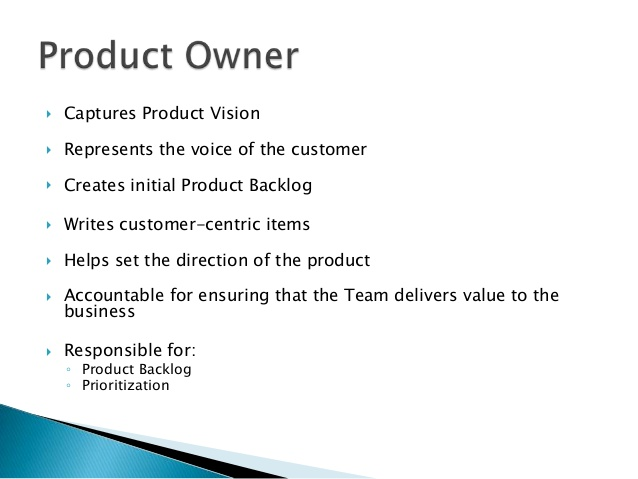 Product Owner
Captures Product Vision
Represents the voice of the customer
Creates initial Product Backlog
Writes customer-centric items
Helps set the direction of the product
Accountable for ensuring that the Team delivers value to the
business
Responsible for:
Product Backlog
Prioritization